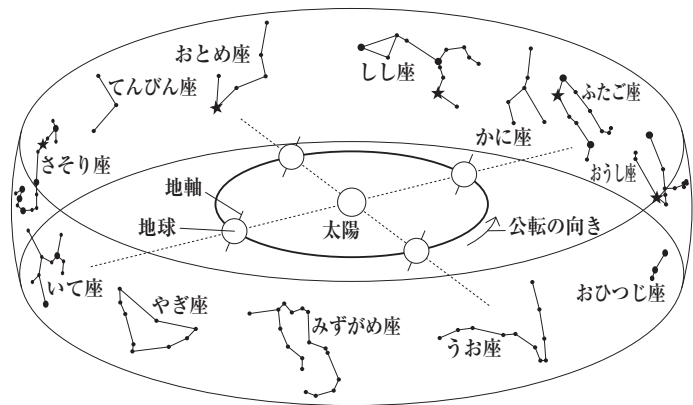 おとめ座
しし座
てんびん座
ふたご座
かに座
さそり座
おうし座
地軸
地球
太陽
公転の向き
いて座
おひつじ座
やぎ座
みずがめ座
うお座